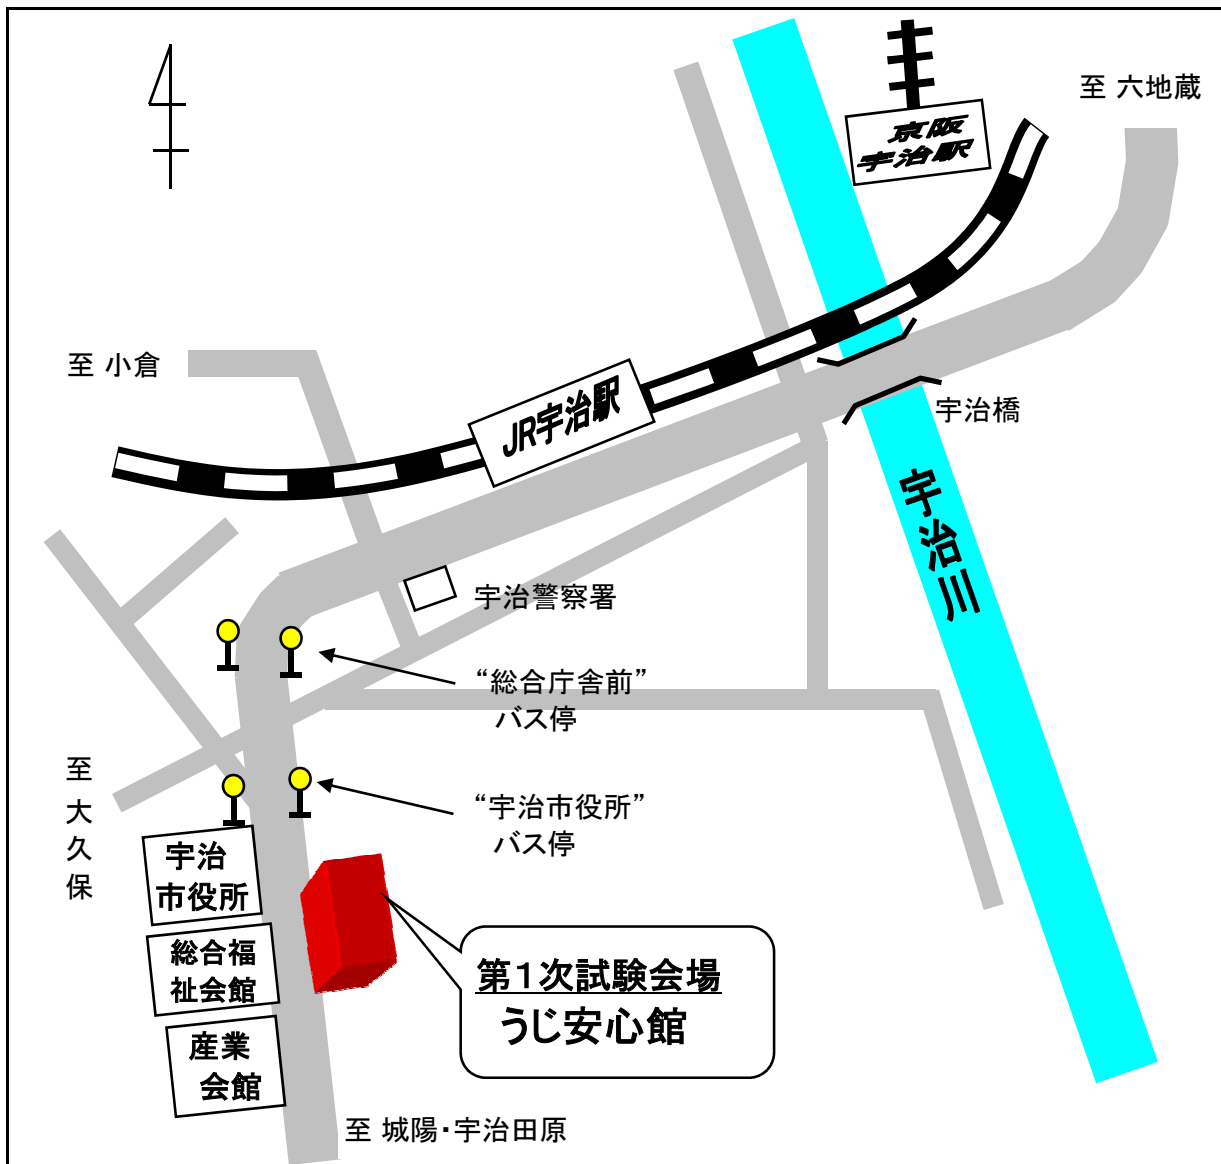 京阪
宇治駅
至 六地蔵
至 小倉
JR宇治駅
宇治橋
宇治川
宇治警察署
“総合庁舎前”
バス停
至 大久保
“宇治市役所”
バス停
宇治
市役所
総合福
祉会館
第1次試験会場
うじ安心館
産業
会館
至 城陽・宇治田原